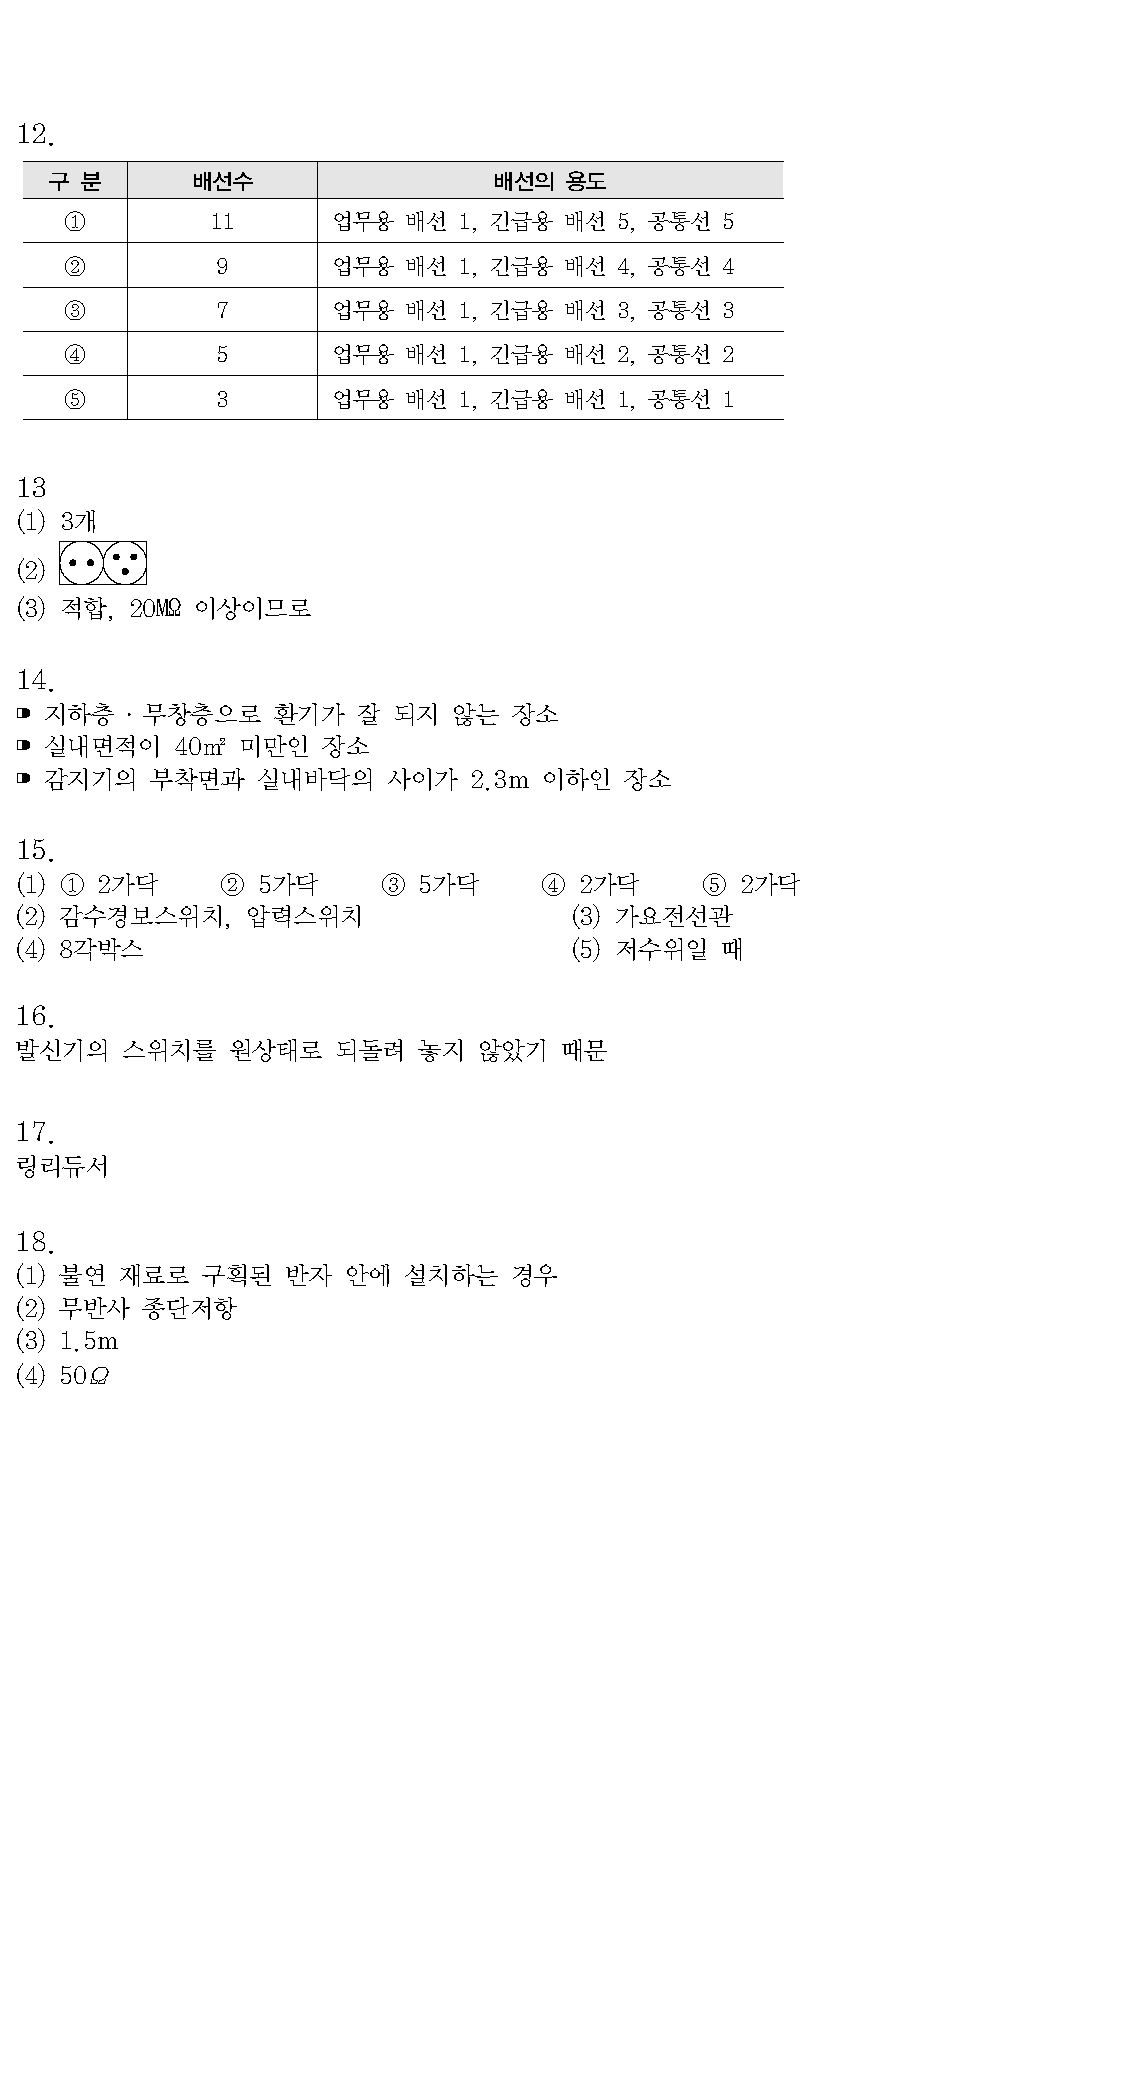 12.
구 분 배선수 배선의 용도
① 11 업무용 배선 1, 긴급용 배선 5, 공통선 5
② 9 업무용 배선 1, 긴급용 배선 4, 공통선 4
③ 7 업무용 배선 1, 긴급용 배선 3, 공통선 3
④ 5 업무용 배선 1, 긴급용 배선 2, 공통선 2
⑤ 3 업무용 배선 1, 긴급용 배선 1, 공통선 1
13
(1) 3개
(2)
(3) 적합, 20㏁ 이상이므로
14.
지하층·무창층으로 환기가 잘 되지 않는 장소
실내면적이 40㎡ 미만인 장소
감지기의 부착면과 실내바닥의 사이가 2.3m 이하인 장소
15.
(1) ① 2가닥 ② 5가닥 ③ 5가닥 ④ 2가닥 ⑤ 2가닥
(2) 감수경보스위치, 압력스위치 (3) 가요전선관
(4) 8각박스 (5) 저수위일 때
16.
발신기의 스위치를 원상태로 되돌려 놓지 않았기 때문
17.
링리듀서
18.
(1) 불연 재료로 구획된 반자 안에 설치하는 경우
(2) 무반사 종단저항
(3) 1.5m
(4) 50Ω